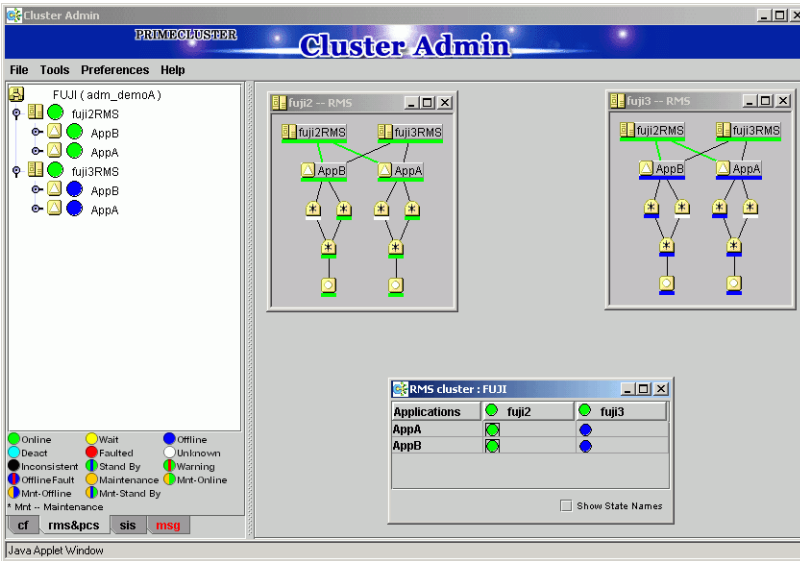 Cluster Admin
PRIMECLUSTER
Cluster Admin
File Tools Preferences Help
FUJI ( adm_demoA )
fuji2RMS
AppB
AppA
fuji3RMS
AppB
AppA
fuji2 -- RMS
fuji2RMS fuji3RMS
AppB AppA
fuji3 -- RMS
fuji2RMS fuji3RMS
AppB AppA
RMS cluster : FUJI
Applications fuji2 fuji3
AppA
AppB
Show State Names
Online Wait Offline
Deact Faulted Unknown
Inconsistent Stand By Warning
OfflineFault Maintenance Mnt-Online
Mnt-Offline Mnt-Stand By
* Mnt -- Maintenance
cf rms&pcs sis msg
Java Applet Window